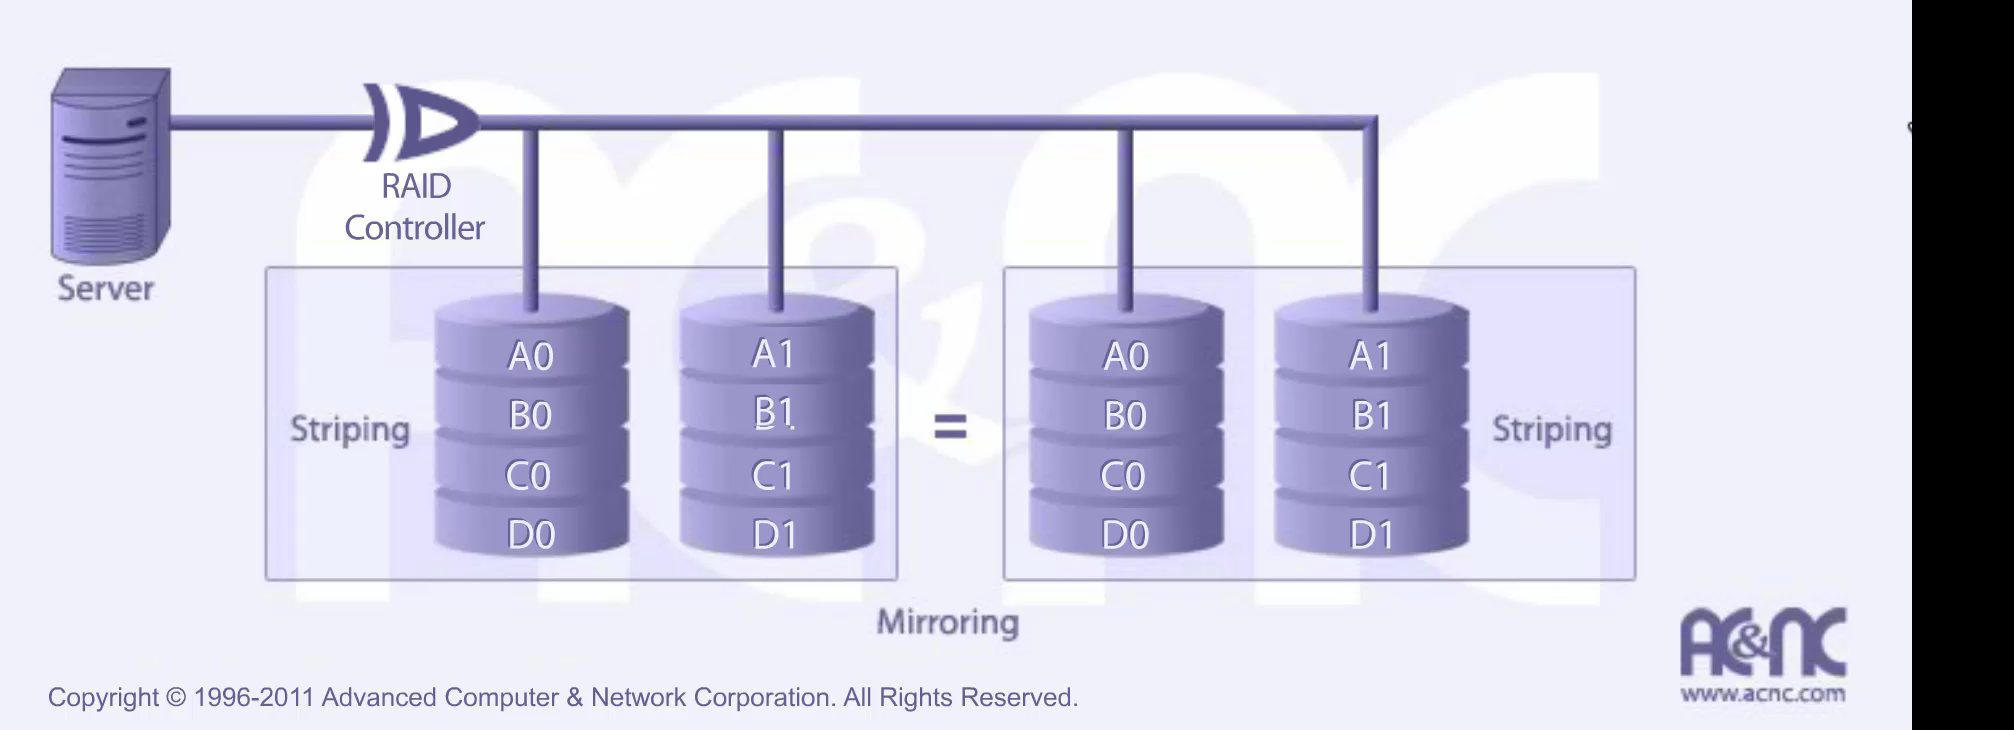 RAID
Controller
Server
Striping
A0
B0
C0
D0
A1
B1
C1
D1
=
A0
B0
C0
D0
A1
B1
C1
D1
Striping
Mirroring
AC&NC
www.acnc.com
Copyright © 1996-2011 Advanced Computer & Network Corporation. All Rights Reserved.